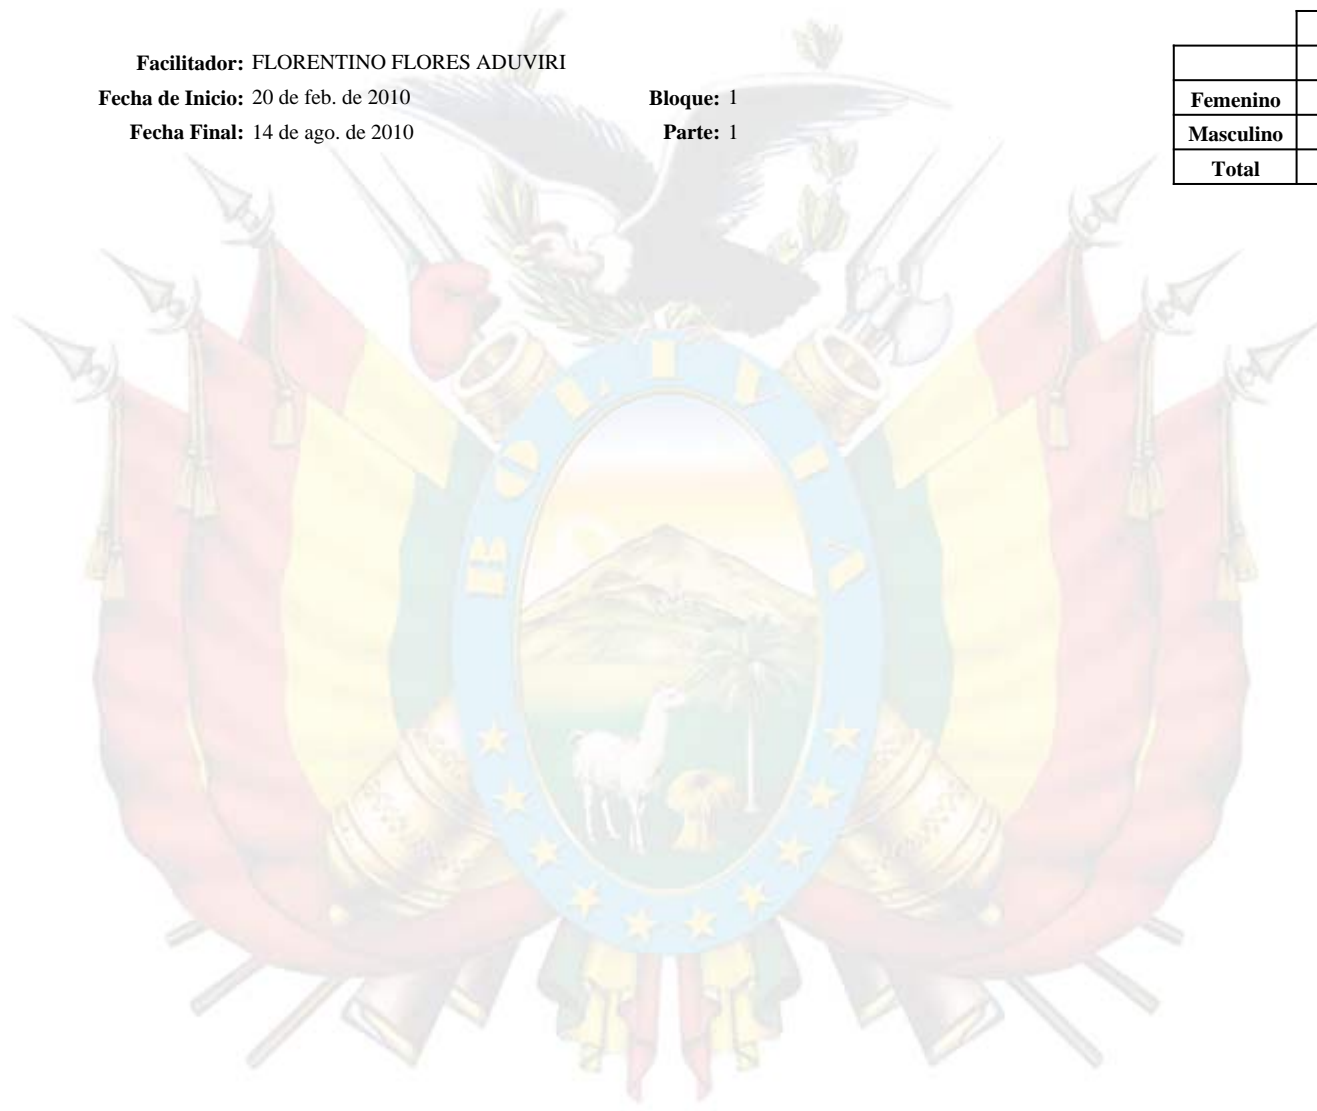 Facilitador: FLORENTINO FLORES ADUVIRI
Fecha de Inicio: 20 de feb. de 2010 Bloque: 1
Fecha Final: 14 de ago. de 2010 Parte: 1
Femenino
Masculino
Total
BOLIVIA